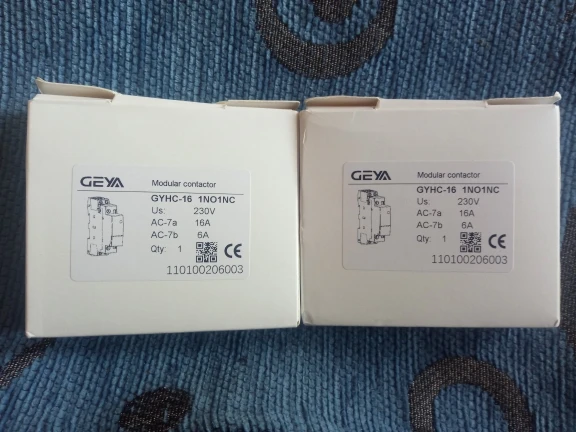 GEYA Modular contactor
GYHC-16 1NO1NC
Us: 230V
AC-7a 16A
AC-7b 6A
Qty: 1 CE
110100206003
GEYA Modular contactor
GYHC-16 1NO1NC
Us: 230V
AC-7a 16A
AC-7b 6A
Qty: 1 CE
110100206003